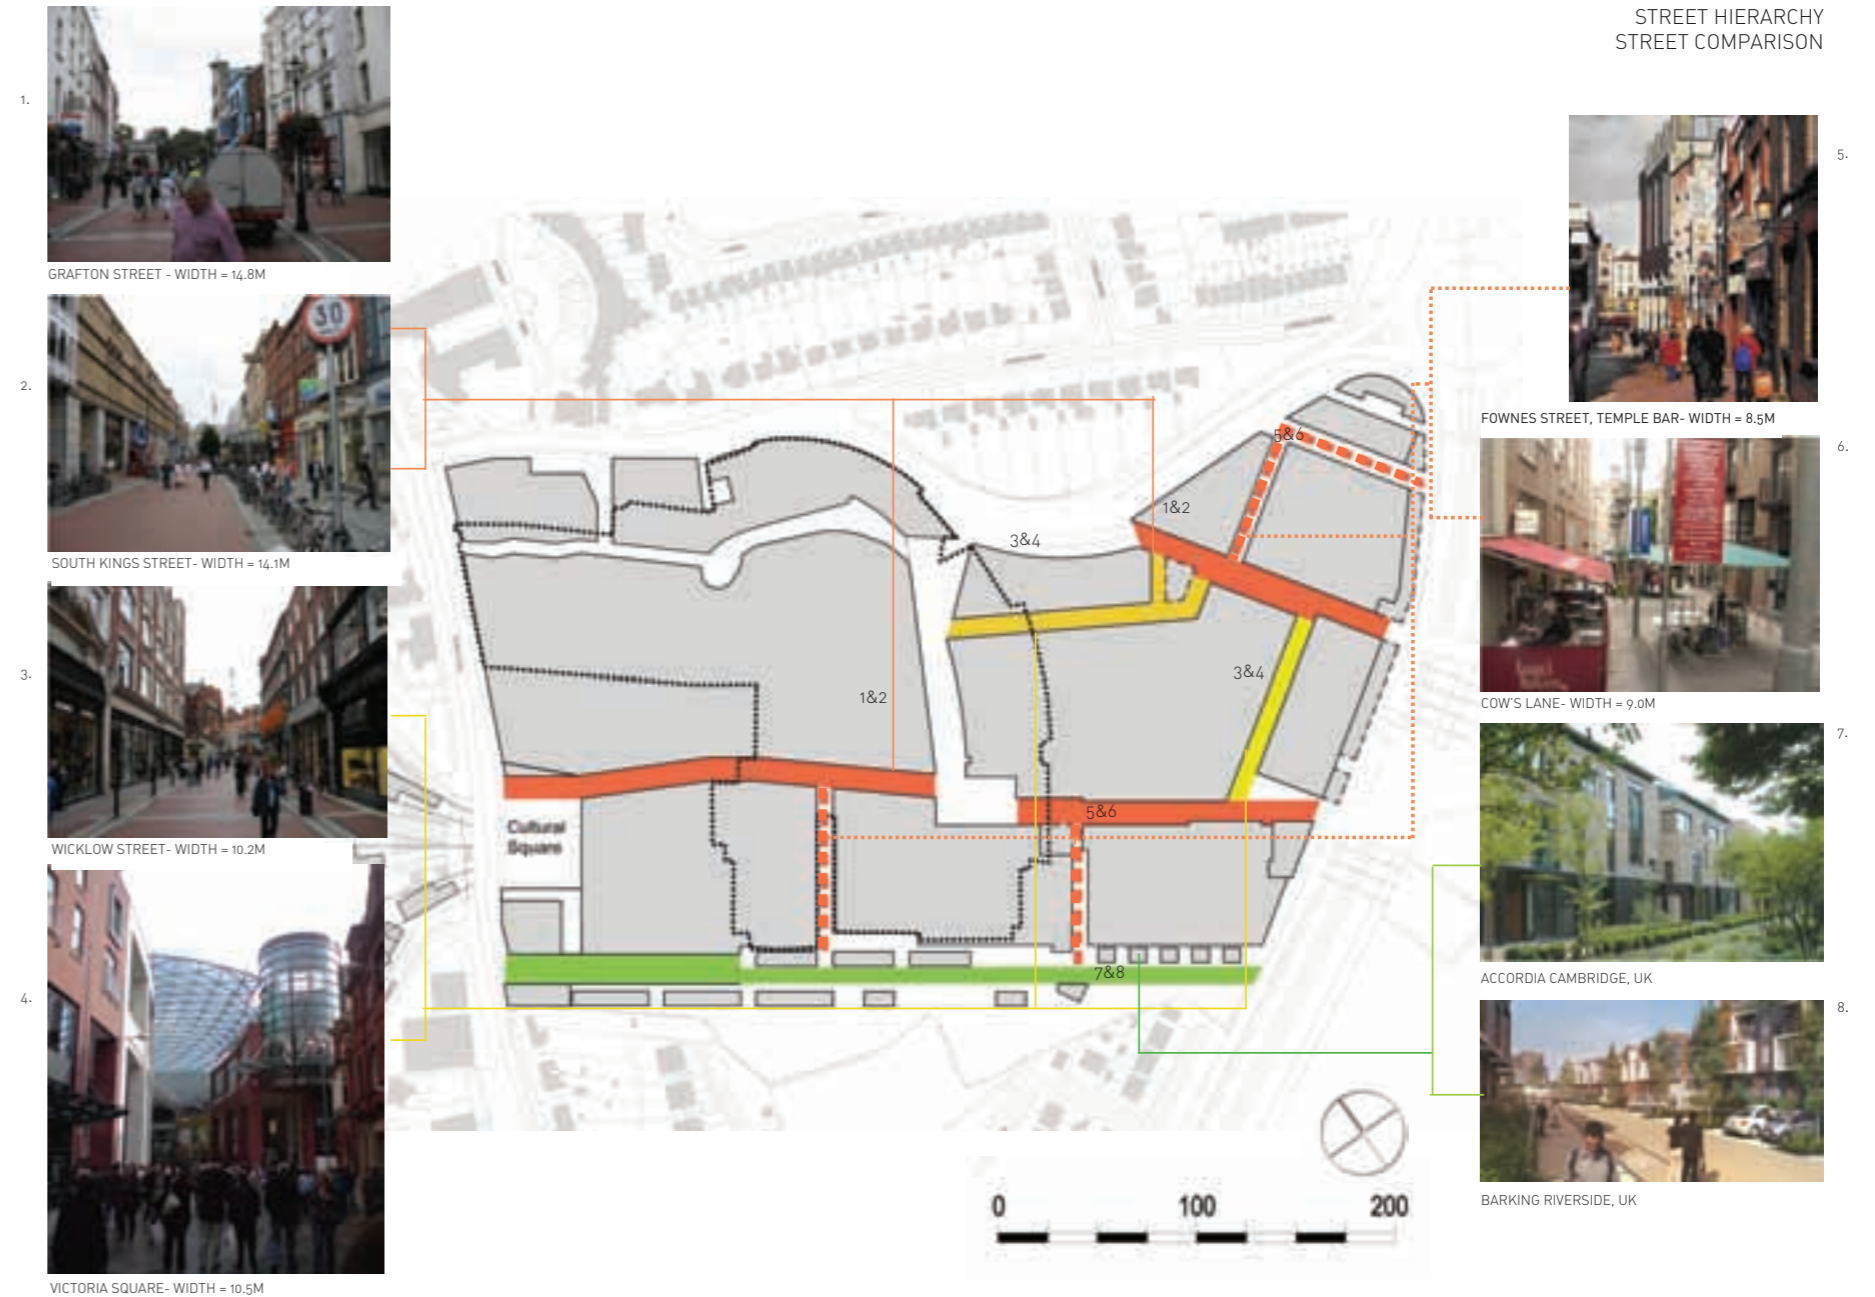 STREET HIERARCHY
STREET COMPARISON
1.
GRAFTON STREET - WIDTH = 14.8M
2.
30
SOUTH KINGS STREET- WIDTH = 14.1M
3.
WICKLOW STREET- WIDTH = 10.2M
4.
VICTORIA SQUARE- WIDTH = 10.5M
5&6
1&2
3&4
3&4
1&2
5&6
Cultural
Square
7&8
0 100 200
5.
FOWNES STREET, TEMPLE BAR- WIDTH = 8.5M
6.
COW'S LANE- WIDTH = 9.0M
7.
ACCORDIA CAMBRIDGE, UK
8.
BARKING RIVERSIDE, UK